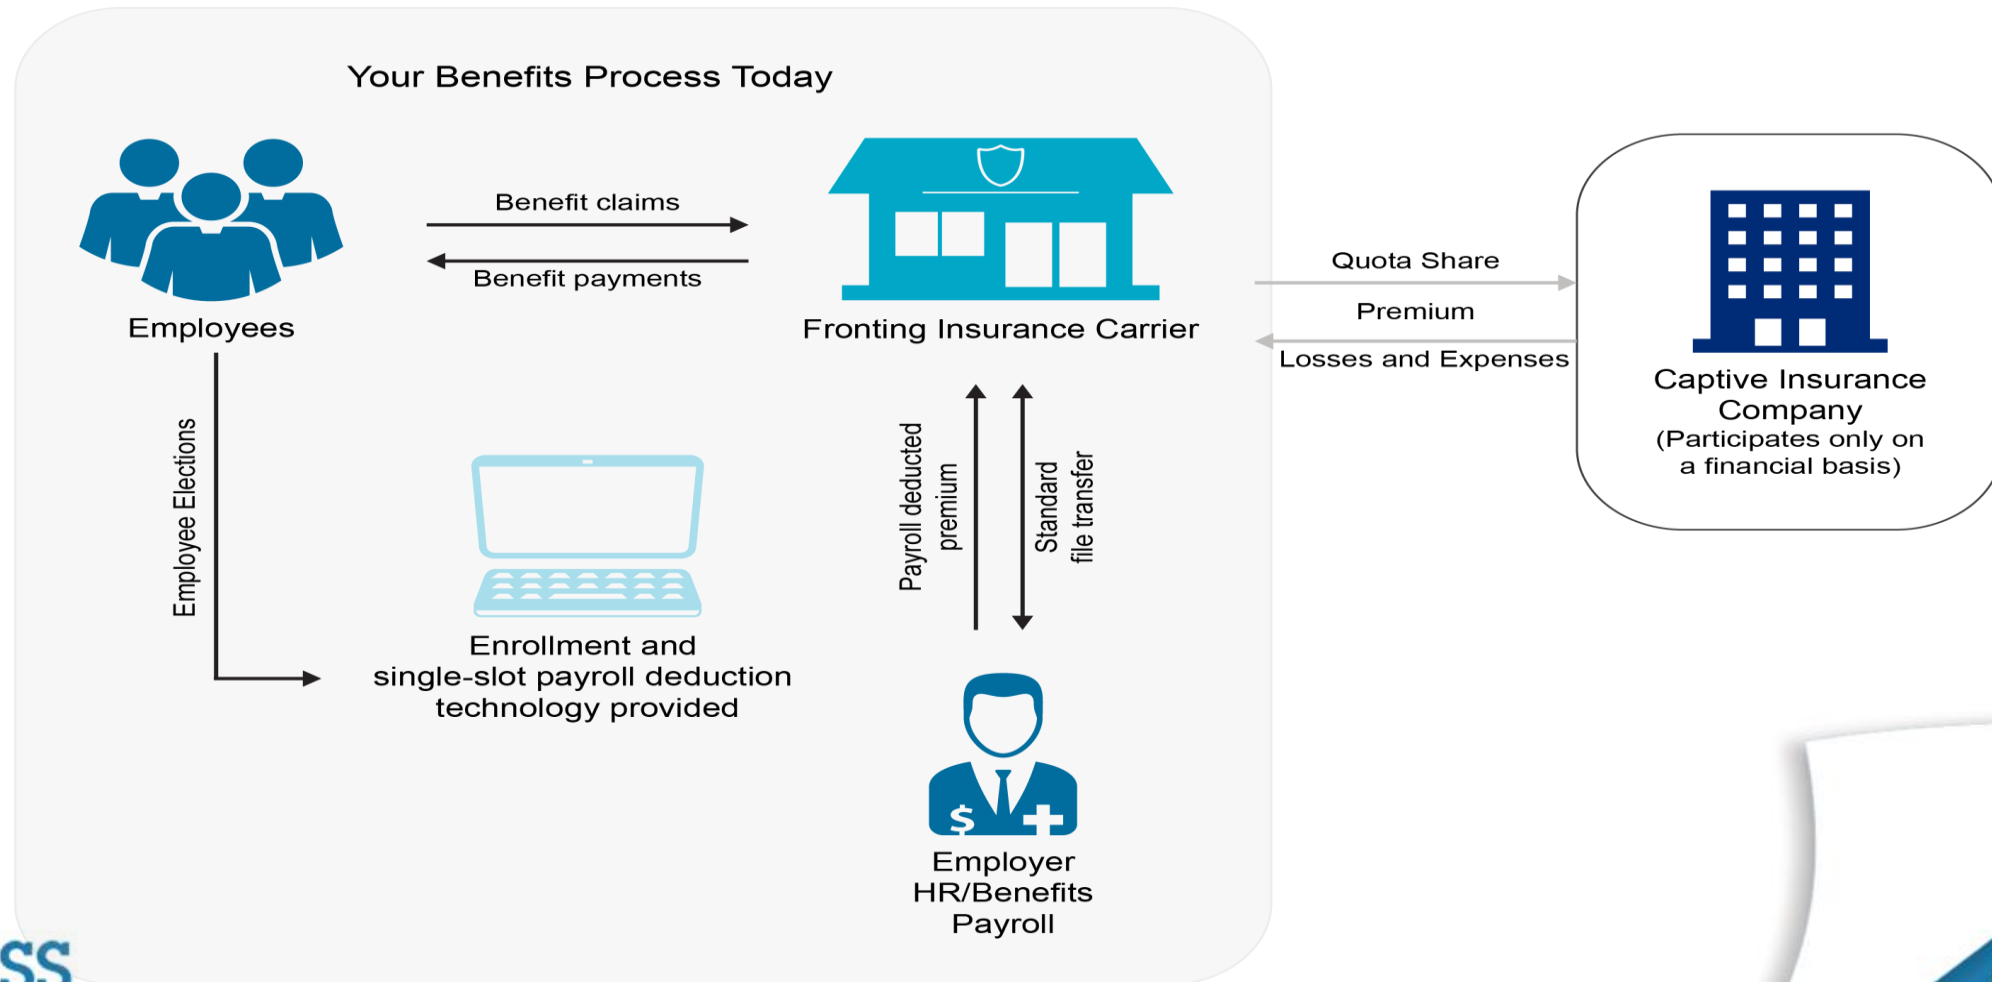 Your Benefits Process Today
Benefit claims
Benefit payments
Employees
Fronting Insurance Carrier
Quota Share
Premium
Losses and Expenses
Captive Insurance
Company
(Participates only on
a financial basis)
Employee Elections
Enrollment and
single-slot payroll deduction
technology provided
Payroll deducted
premium
Standard
file transfer
$
Employer
HR/Benefits
Payroll
ss